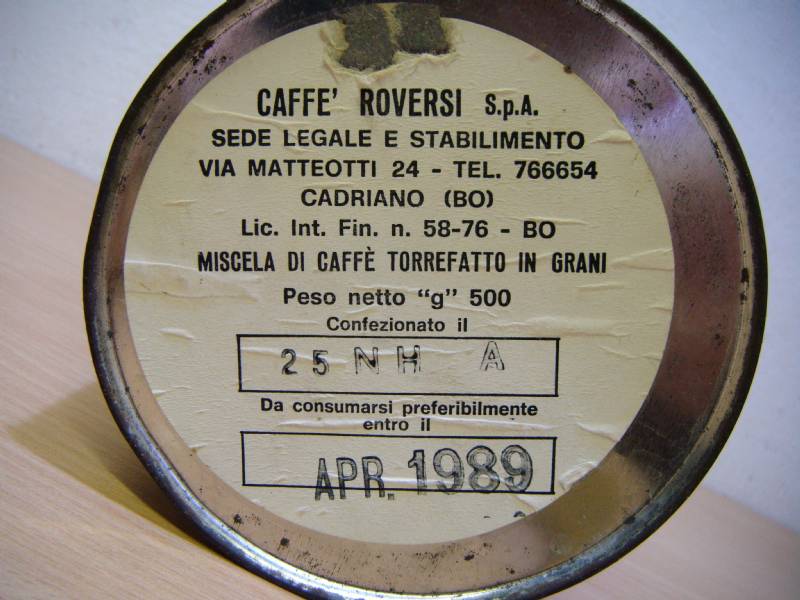 CAFFE' ROVERSI S.p.A.
SEDE LEGALE E STABILIMENTO
VIA MATTEOTTI 24 - TEL. 766654
CADRIANO (BO)
Lic. Int. Fin. n. 58-76 - BO
MISCELA DI CAFFÈ TORREFATTO IN GRANI
Peso netto “g” 500
Confezionato il
25 NH A
Da consumarsi preferibilmente
entro il
APR. 1989